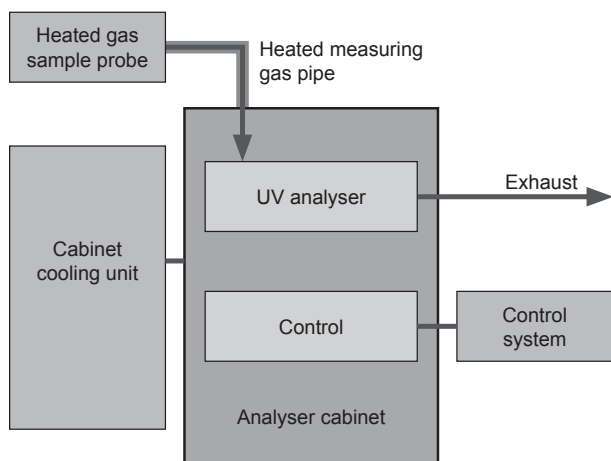 Heated gas
sample probe
Heated measuring
gas pipe
UV analyser
Exhaust
Cabinet
cooling unit
Control
Control
system
Analyser cabinet